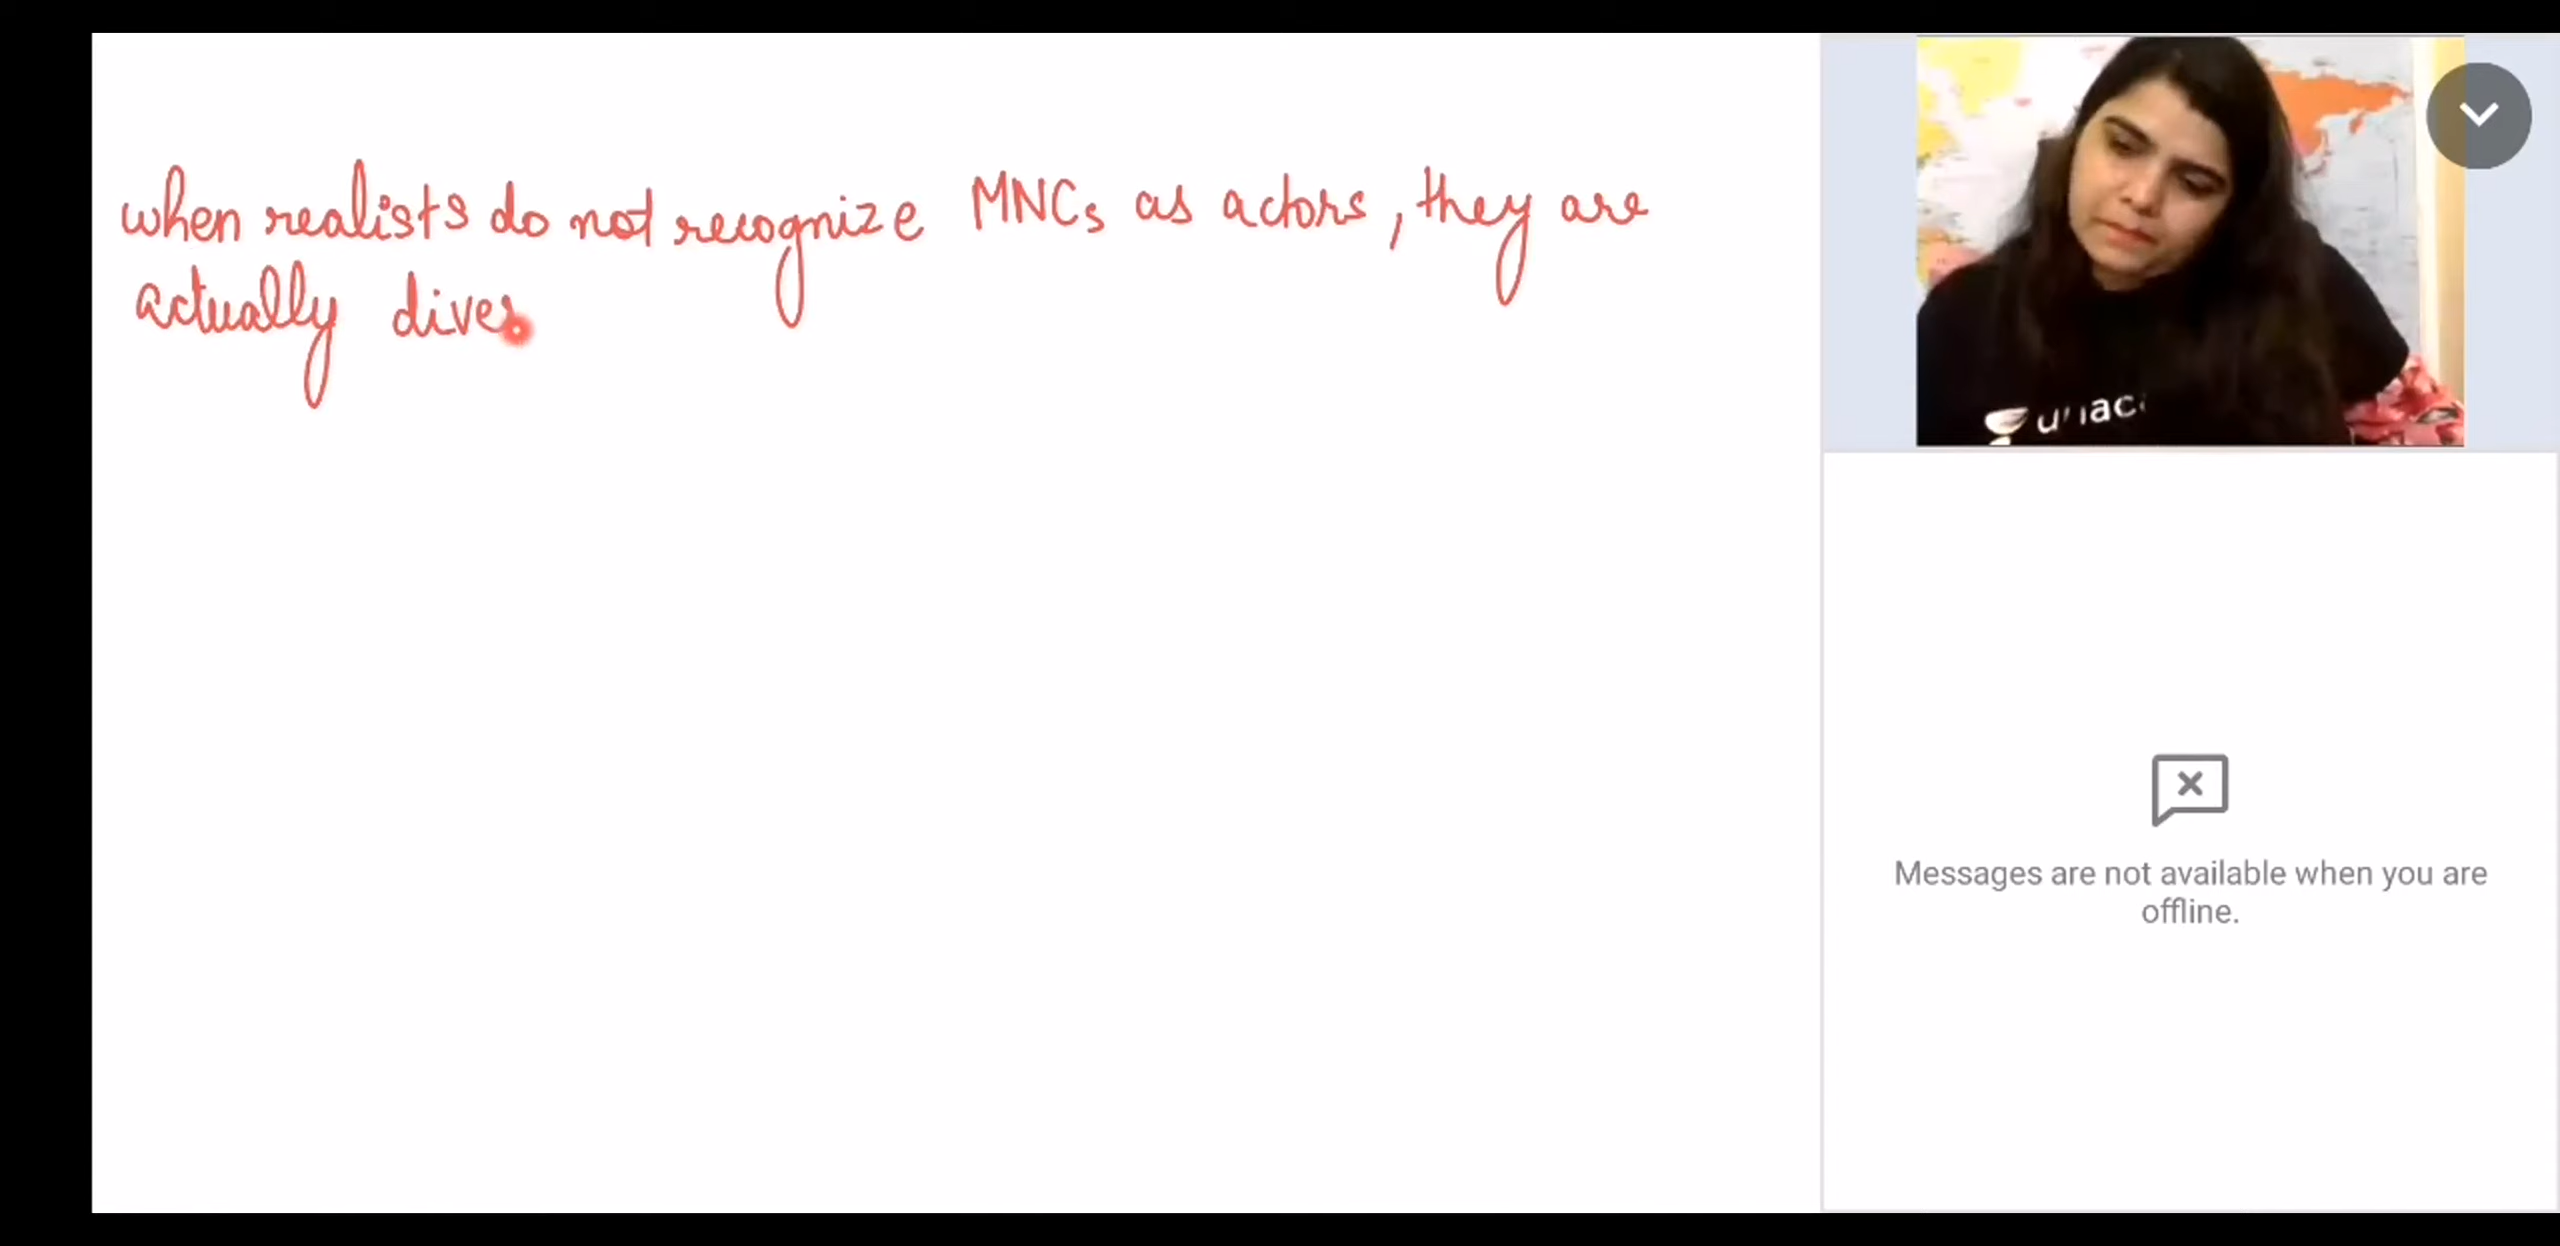 when realists do not recognize MNCs as actors, they are
actually diver
Messages are not available when you are
offline.